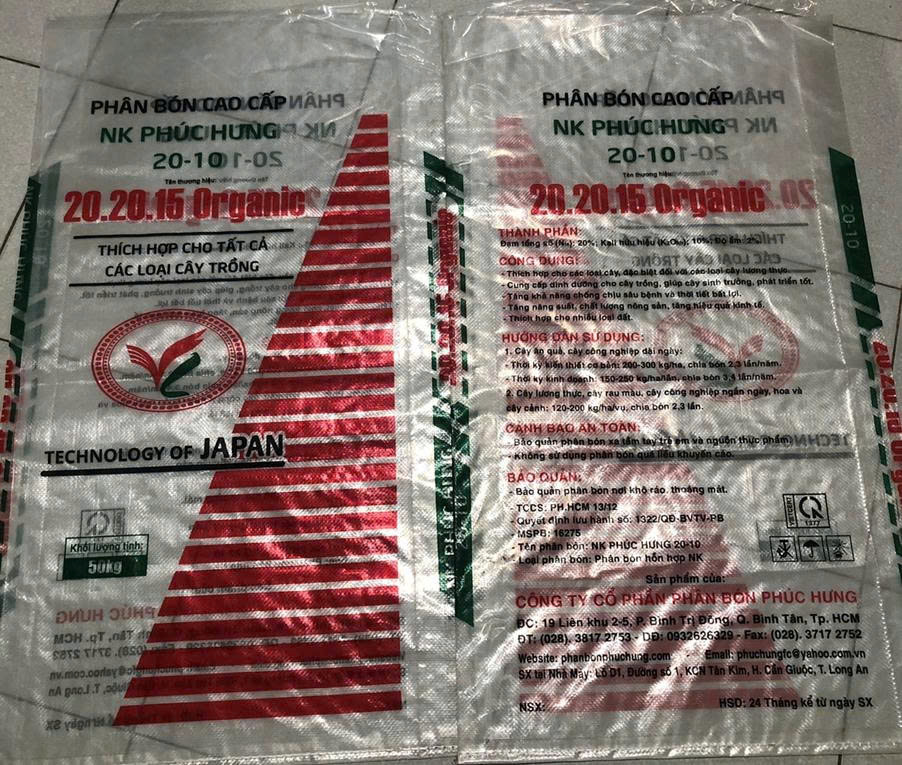 PHÂN BÓN CAO CẤP
NK PHÚC HƯNG
20-10
Tên thương hiệu:
20.20.15 Organic
THÍCH HỢP CHO TẤT CẢ
CÁC LOẠI CÂY TRỒNG
TECHNOLOGY OF JAPAN
Khối lượng tịnh:
50kg
PHÂN BÓN CAO CẤP
NK PHÚC HƯNG
20-10
Tên thương hiệu:
20.20.15 Organic
THÀNH PHẦN:
Đạm tổng số (Nts): 20%; Kali hữu hiệu (K₂Ohh): 10%; Độ ẩm: 2%
CÔNG DỤNG:
- Thích hợp cho các loại cây, đặc biệt đối với các loại cây lương thực.
- Cung cấp dinh dưỡng cho cây trồng, giúp cây sinh trưởng, phát triển tốt.
- Tăng khả năng chống chịu sâu bệnh và thời tiết bất lợi.
- Tăng năng suất, chất lượng nông sản, tăng hiệu quả kinh tế.
- Thích hợp cho nhiều loại đất.
HƯỚNG DẪN SỬ DỤNG:
1. Cây ăn quả, cây công nghiệp dài ngày:
- Thời kỳ kiến thiết cơ bản: 200-300 kg/ha, chia bón 2,3 lần/năm.
- Thời kỳ kinh doanh: 150-250 kg/ha/lần, chia bón 3,4 lần/năm.
2. Cây lương thực, cây rau màu, cây công nghiệp ngắn ngày, hoa và
cây cảnh: 120-200 kg/ha/vụ, chia bón 2,3 lần.
CẢNH BÁO AN TOÀN:
- Bảo quản phân bón xa tầm tay trẻ em và nguồn thực phẩm.
- Không sử dụng phân bón quá liều khuyến cáo.
BẢO QUẢN:
- Bảo quản phân bón nơi khô ráo, thoáng mát.
TCCS: PH.HCM 13/12
- Quyết định lưu hành số: 1322/QĐ-BVTV-PB
- MSPB: 16275
- Tên phân bón: NK PHÚC HƯNG 20-10
- Loại phân bón: Phân bón hỗn hợp NK
Sản phẩm của:
CÔNG TY CỔ PHẦN PHÂN BÓN PHÚC HƯNG
ĐC: 19 Liên khu 2-5, P. Bình Trị Đông, Q. Bình Tân, Tp. HCM
ĐT: (028). 3817 2753 - DĐ: 0932626329 - Fax: (028). 3717 2752
Website: phanbonphuchung.com - Email: phuchungfc@yahoo.com.vn
SX tại Nhà Máy: Lô D1, Đường số 1, KCN Tân Kim, H. Cần Giuộc, T. Long An
NSX:
HSD: 24 Tháng kể từ ngày SX
20-10
20.20.15 Organic